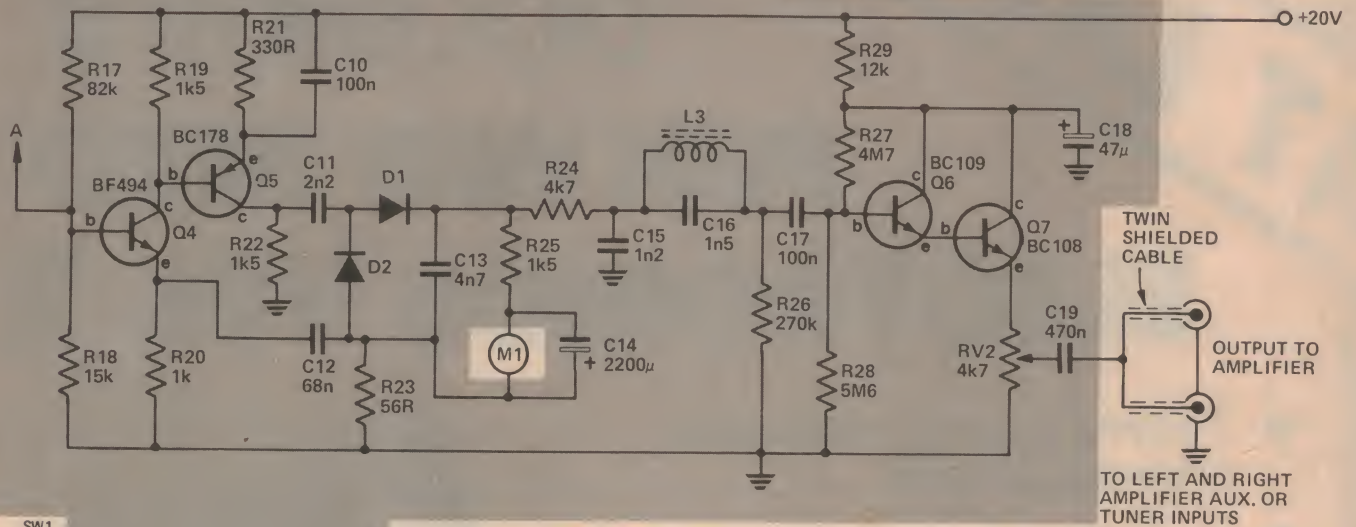 +20V
R17
82k
R19
1k5
R21
330R
C10
100n
A
BC178
e
b
Q5
c
BF494
b
c
Q4
e
C11
2n2
D1
R22
1k5
D2
C13
4n7
R24
4k7
R25
1k5
C15
1n2
L3
C16
1n5
C17
100n
R29
12k
R27
4M7
BC109
c
Q6
b
e
C18
47μ
+
b
c
Q7
BC108
e
R18
15k
R20
1k
C12
68n
R23
56R
M1
C14
+ 2200μ
R26
270k
R28
5M6
RV2
4k7
C19
470n
TWIN
SHIELDED
CABLE
OUTPUT TO
AMPLIFIER
TO LEFT AND RIGHT
AMPLIFIER AUX. OR
TUNER INPUTS
SW1